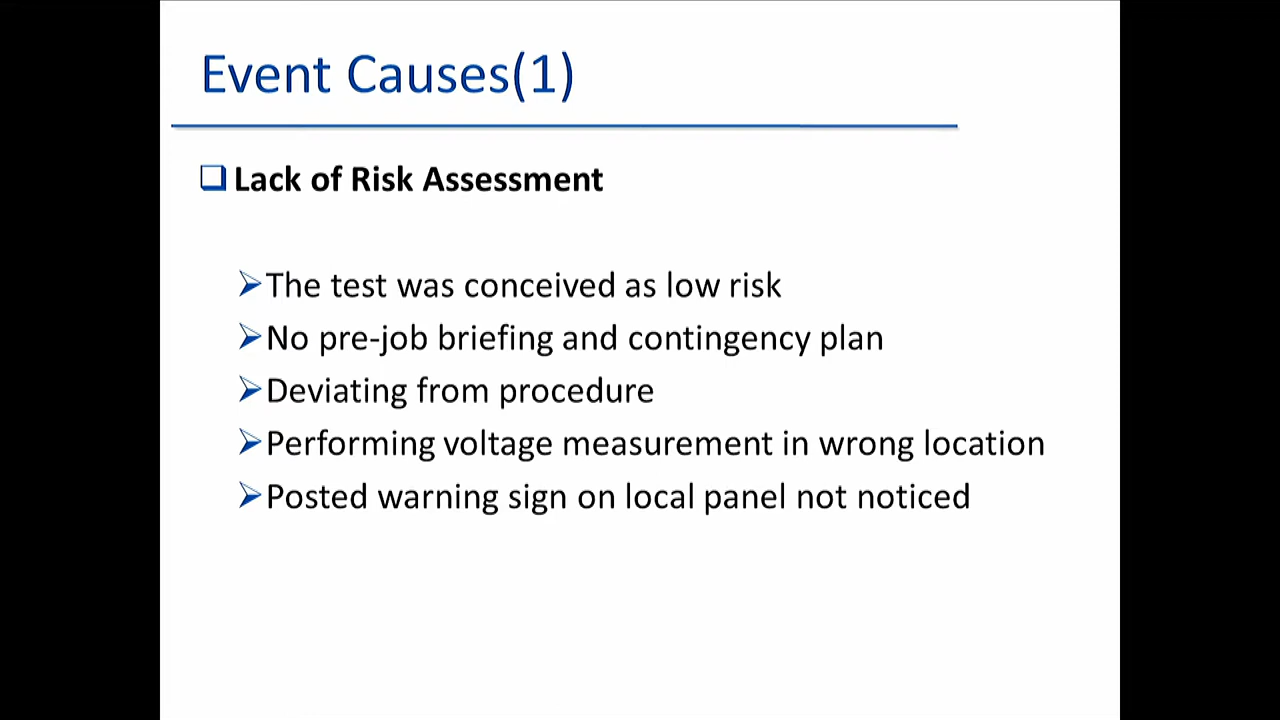 Event Causes(1)
Lack of Risk Assessment
The test was conceived as low risk
No pre-job briefing and contingency plan
Deviating from procedure
Performing voltage measurement in wrong location
Posted warning sign on local panel not noticed